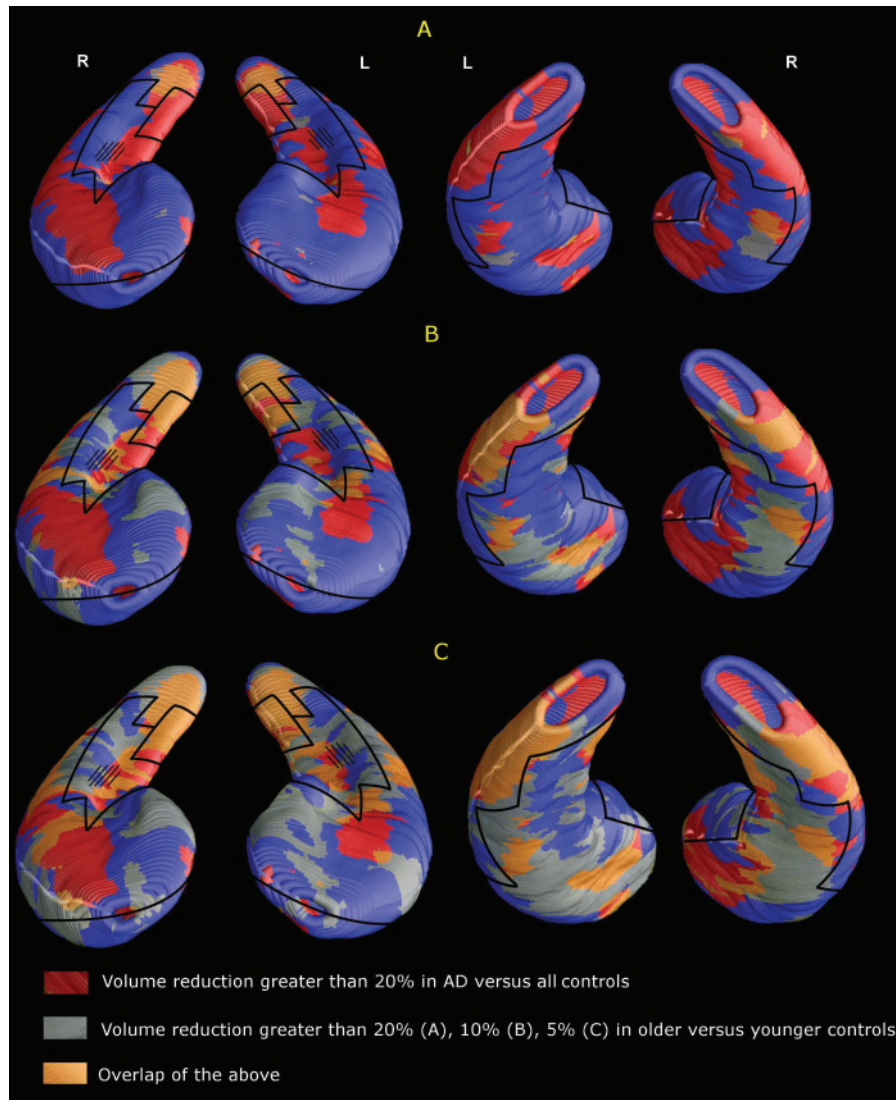 A
R L L R
B
C
Volume reduction greater than 20% in AD versus all controls
Volume reduction greater than 20% (A), 10% (B), 5% (C) in older versus younger controls
Overlap of the above